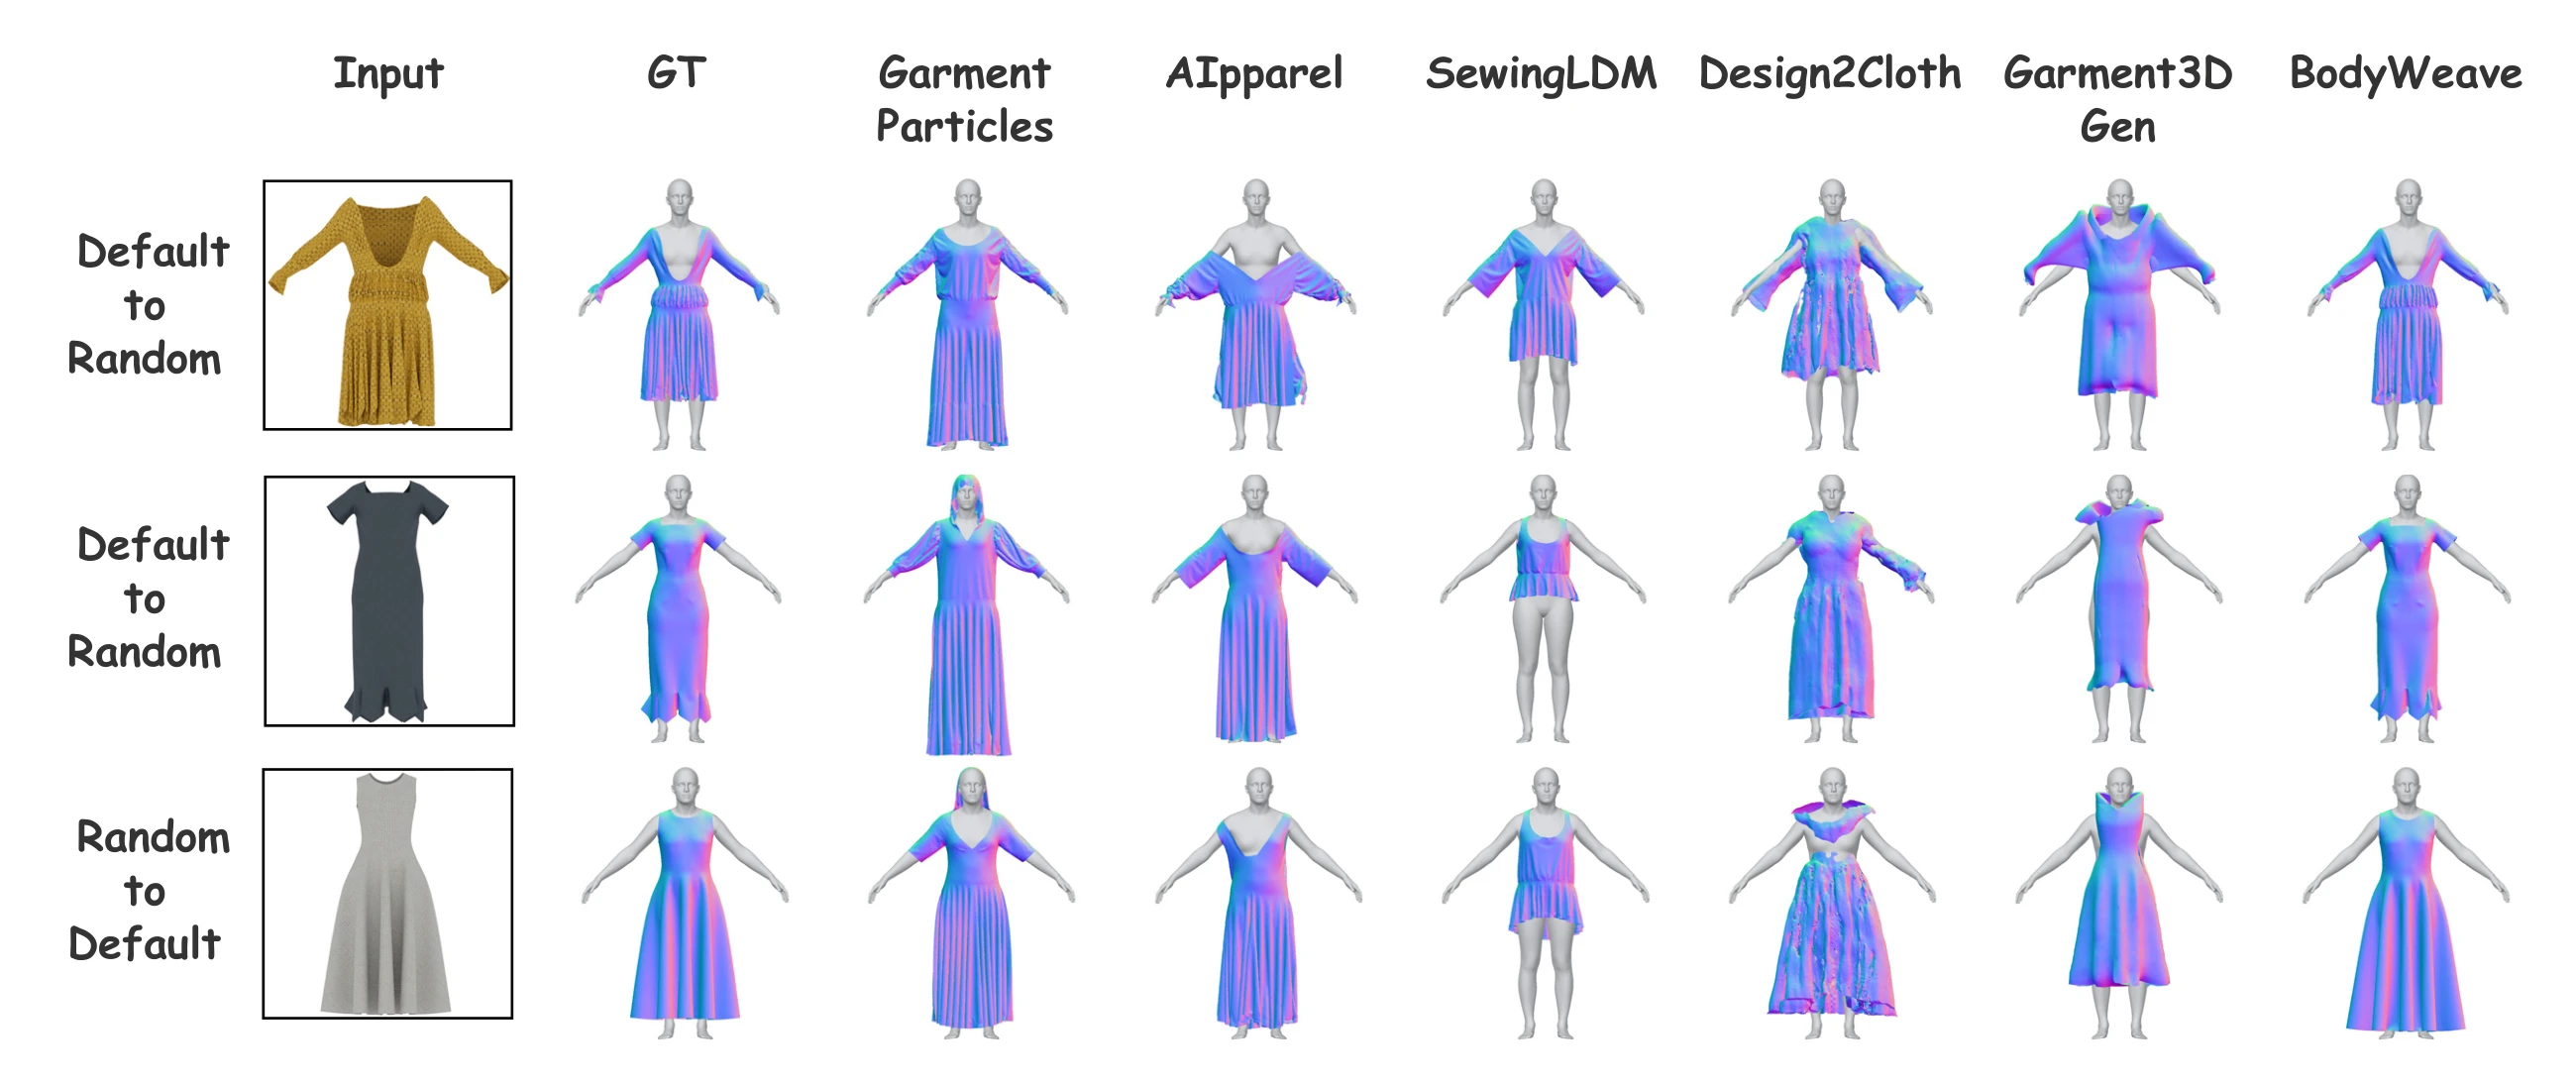 Input
GT
Garment
Particles
AIpparel
SewingLDM
Design2Cloth
Garment3D
Gen
BodyWeave
Default
to
Random
Default
to
Random
Random
to
Default